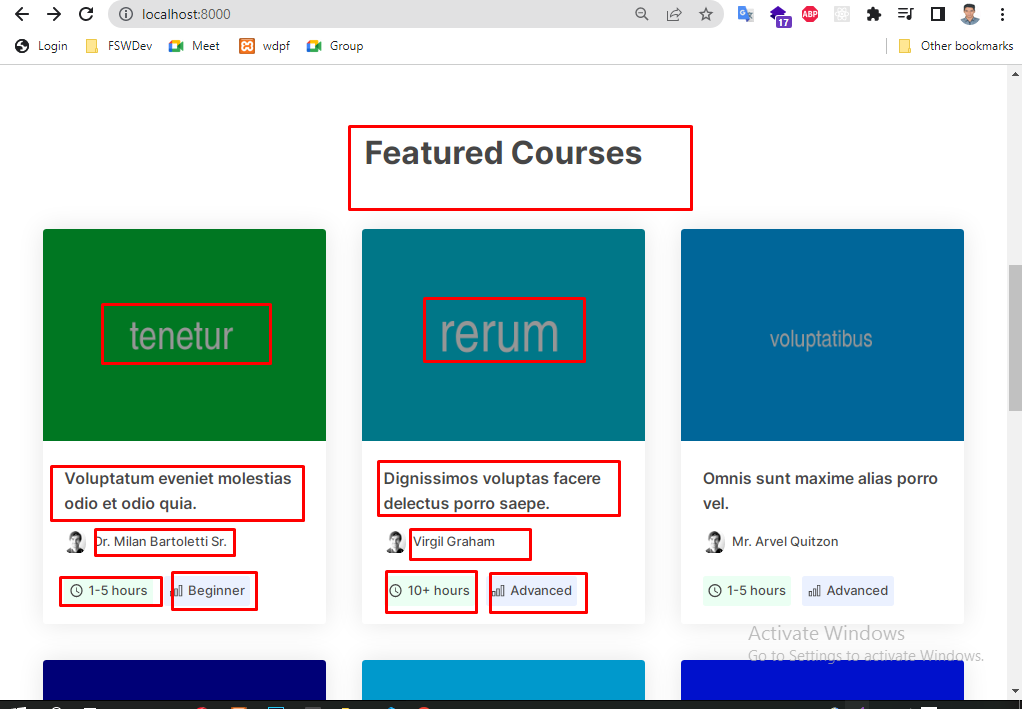 localhost:8000
17
ABP
Login
FSWDev
Meet
wdpf
Group
Other bookmarks
Featured Courses
tenetur
rerum
voluptatibus
Voluptatum eveniet molestias
odio et odio quia.
Dr. Milan Bartoletti Sr.
1-5 hours
Beginner
Dignissimos voluptas facere
delectus porro saepe.
Virgil Graham
10+ hours
Advanced
Omnis sunt maxime alias porro
vel.
Mr. Arvel Quitzon
1-5 hours
Advanced
Activate Windows
Go to Settings to activate Windows.